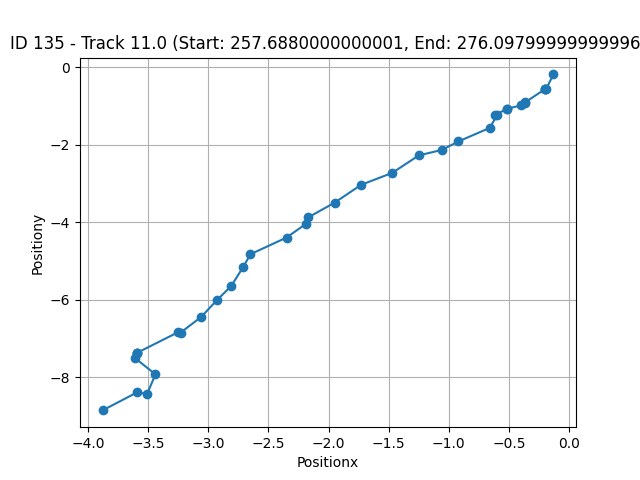 ID 135 - Track 11.0 (Start: 257.6880000000001, End: 276.09799999999996
0
−2
−4
−6
−8
Positiony
−4.0 −3.5 −3.0 −2.5 −2.0 −1.5 −1.0 −0.5 0.0
Positionx